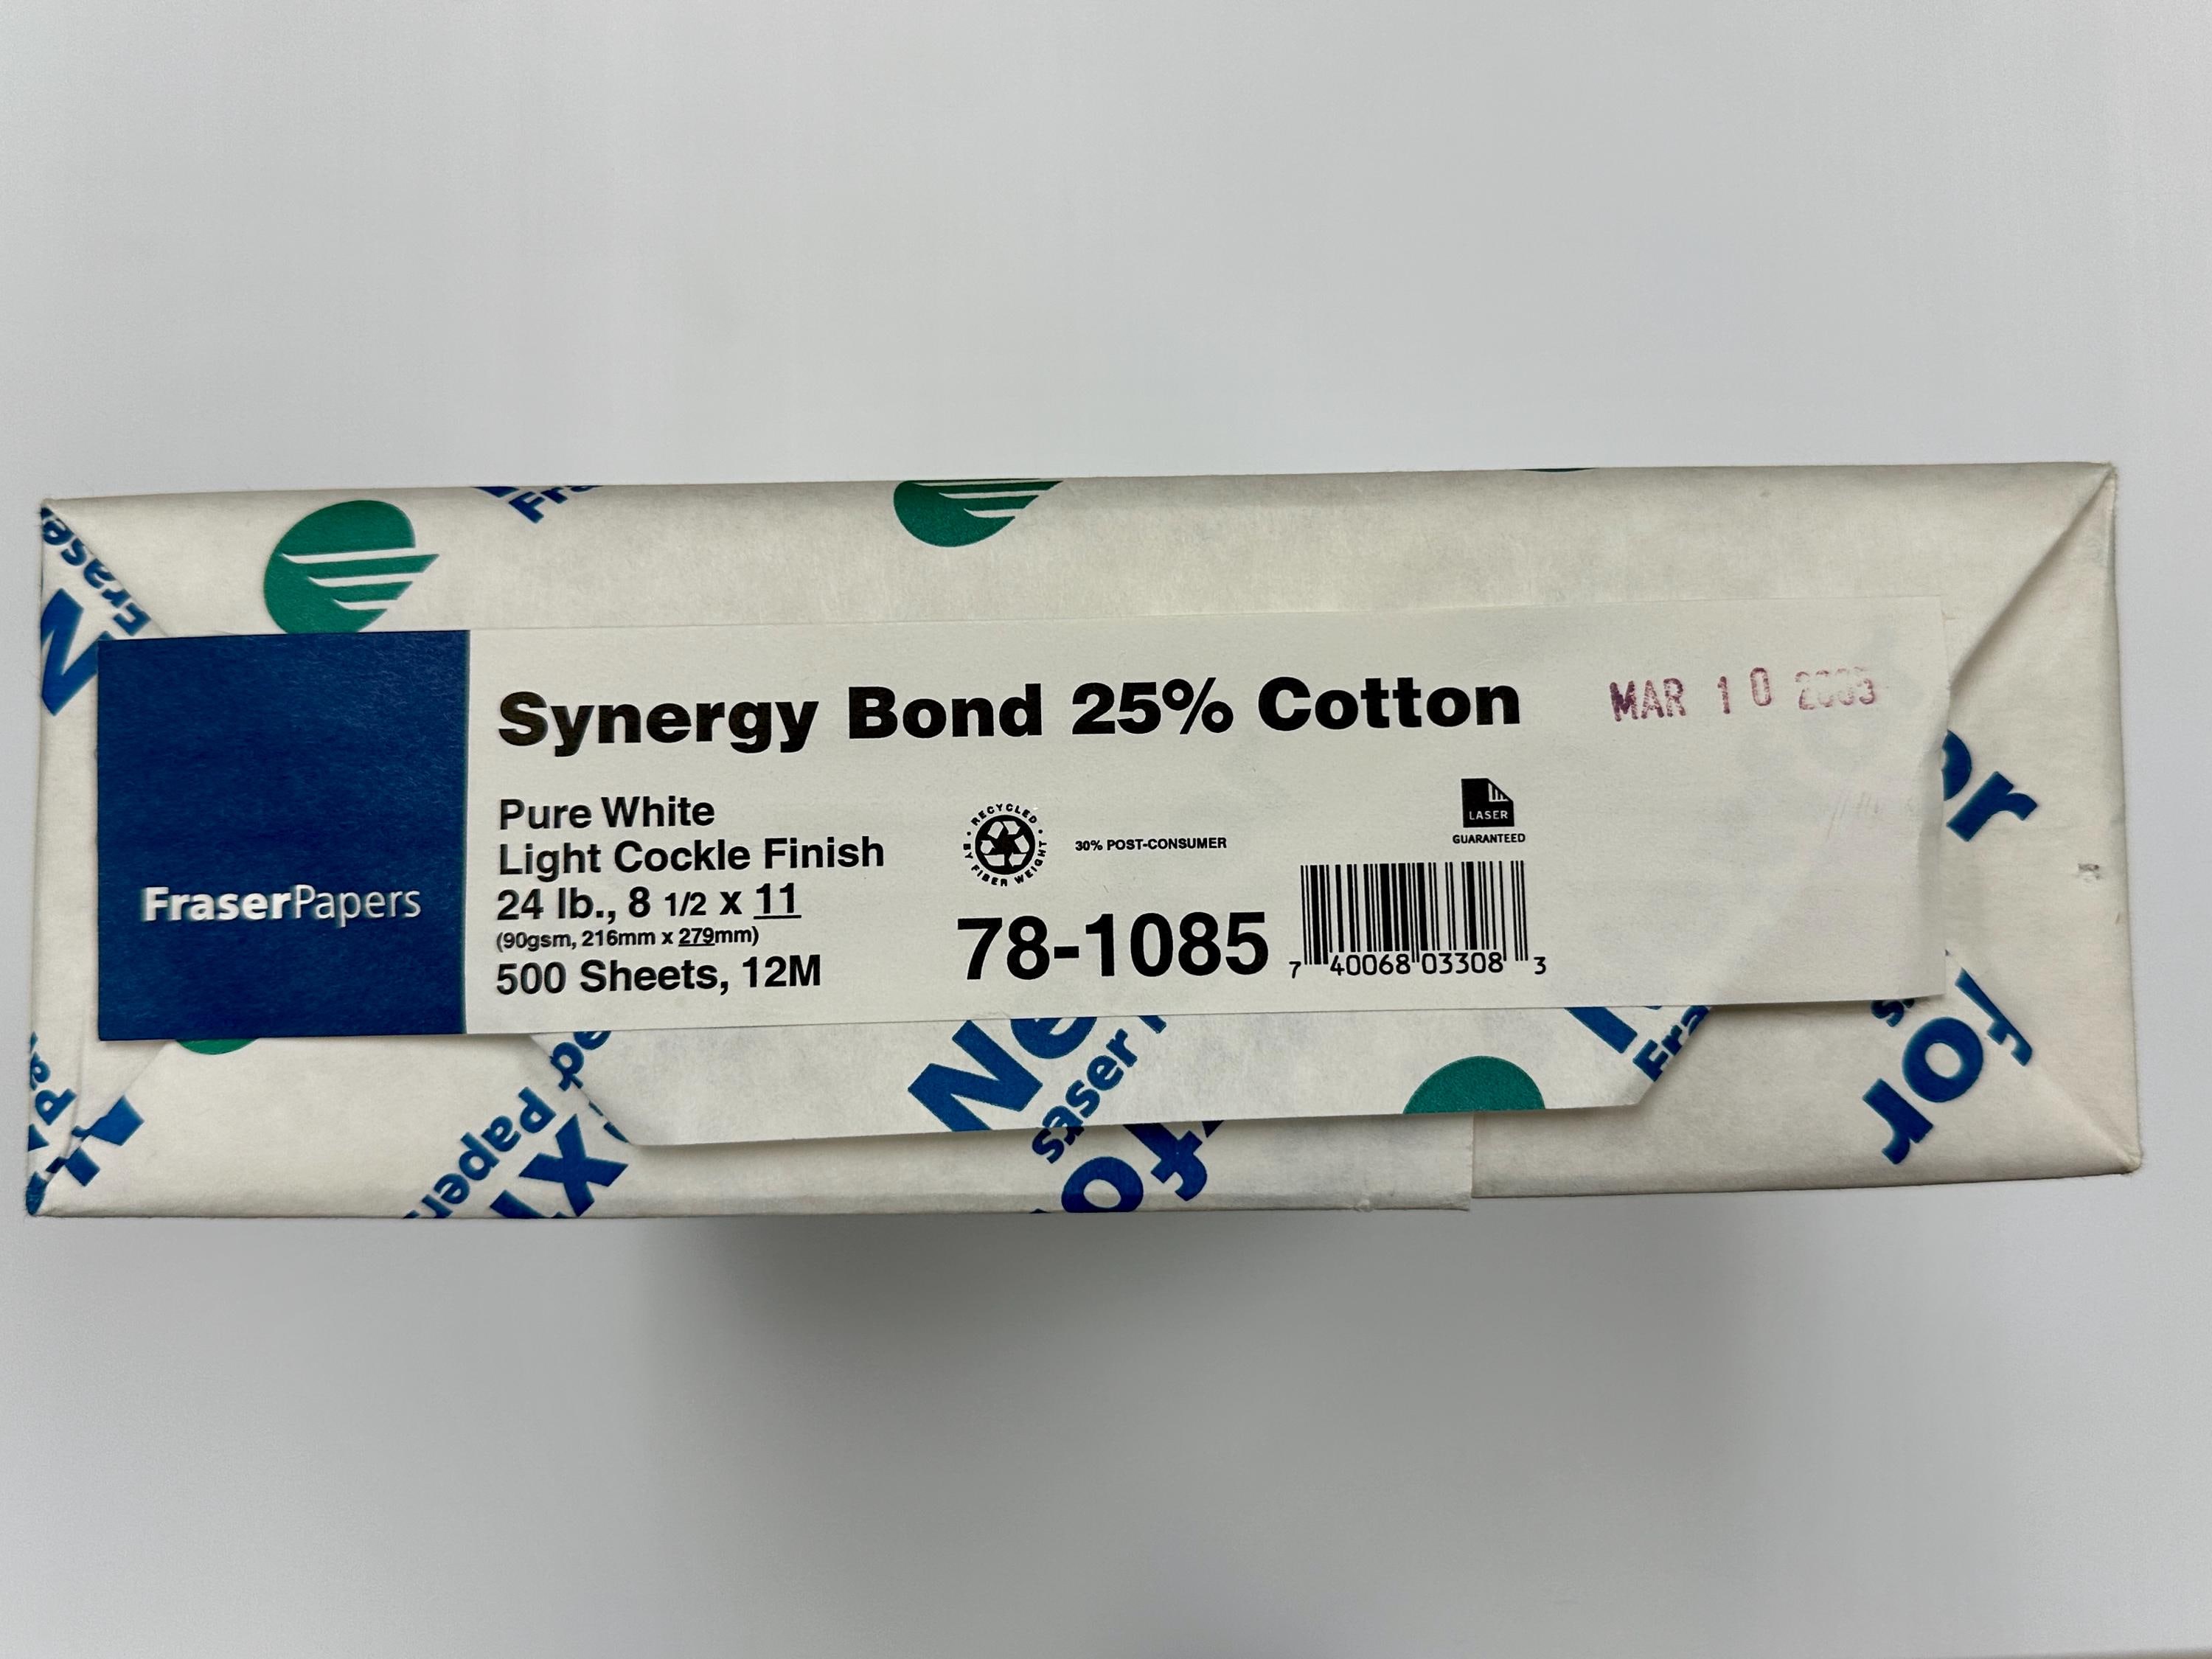 Synergy Bond 25% Cotton
MAR 10 2003
Pure White
Light Cockle Finish
24 lb., 8 1/2 x 11
(90gsm, 216mm x 279mm)
500 Sheets, 12M
FraserPapers
RECYCLED
BY FIBER WEIGHT
30% POST-CONSUMER
LASER
GUARANTEED
78-1085
7 40068 03308 3
for